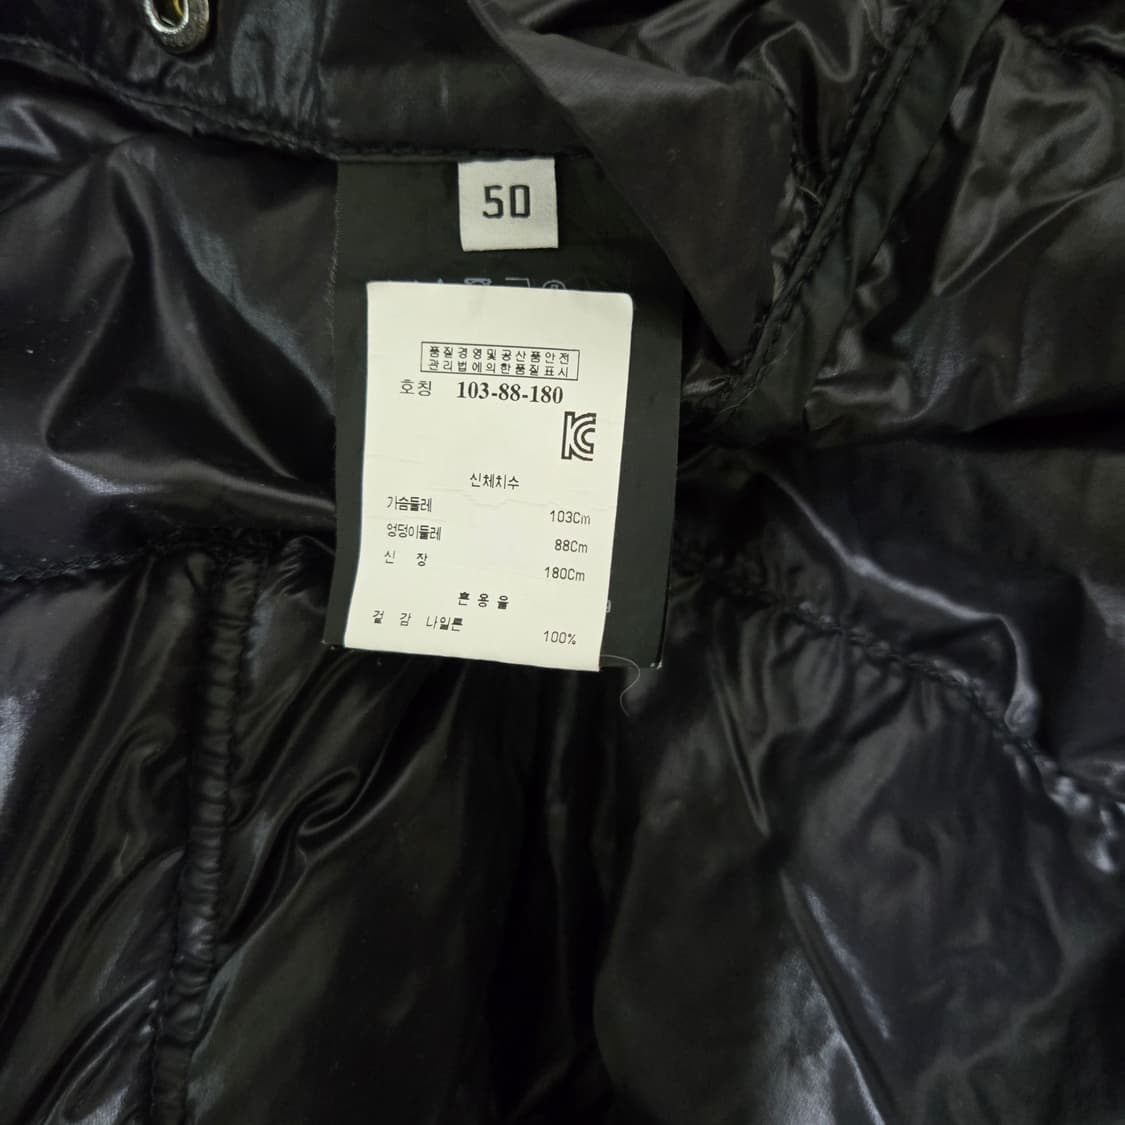 50
품질경영및공산품안전
관리법에의한품질표시
호칭 103-88-180
신체치수
가슴둘레 103Cm
엉덩이둘레 88Cm
신 장 180Cm
혼 용 율
겉 감 나일론 100%